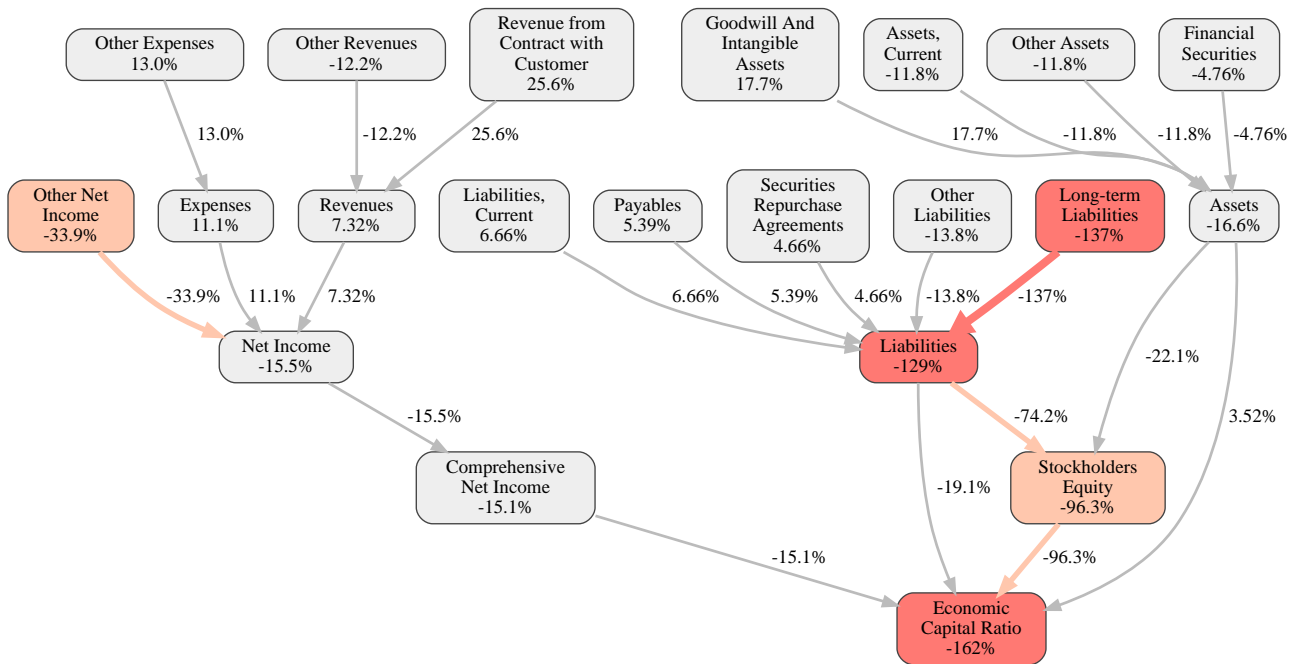 Other Expenses
13.0%
Other Revenues
-12.2%
Revenue from
Contract with
Customer
25.6%
Goodwill And
Intangible
Assets
17.7%
Assets,
Current
-11.8%
Other Assets
-11.8%
Financial
Securities
-4.76%
13.0%
-12.2%
25.6%
17.7%
-11.8%
-11.8%
-4.76%
Other Net
Income
-33.9%
Expenses
11.1%
Revenues
7.32%
Liabilities,
Current
6.66%
Payables
5.39%
Securities
Repurchase
Agreements
4.66%
Other
Liabilities
-13.8%
Long-term
Liabilities
-137%
Assets
-16.6%
-33.9%
11.1%
7.32%
6.66%
5.39%
4.66%
-13.8%
-137%
Net Income
-15.5%
Liabilities
-129%
-22.1%
-15.5%
-74.2%
3.52%
Comprehensive
Net Income
-15.1%
-19.1%
Stockholders
Equity
-96.3%
-15.1%
-96.3%
Economic
Capital Ratio
-162%